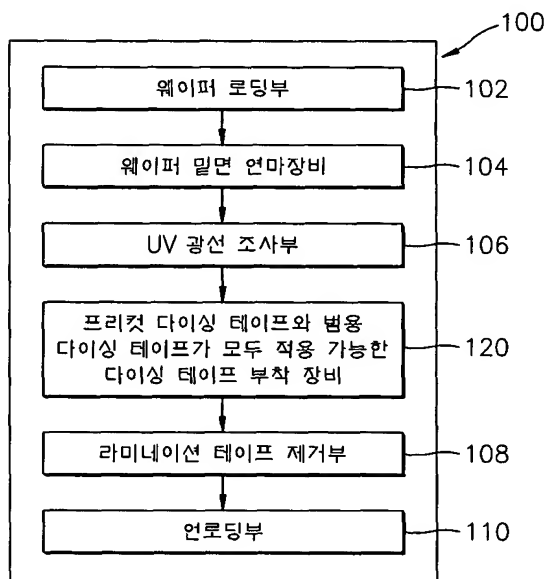 100
웨이퍼 로딩부
102
웨이퍼 밑면 연마장비
104
UV 광선 조사부
106
프리컷 다이싱 테이프와 범용
다이싱 테이프가 모두 적용 가능한
다이싱 테이프 부착 장비
120
라미네이션 테이프 제거부
108
언로딩부
110